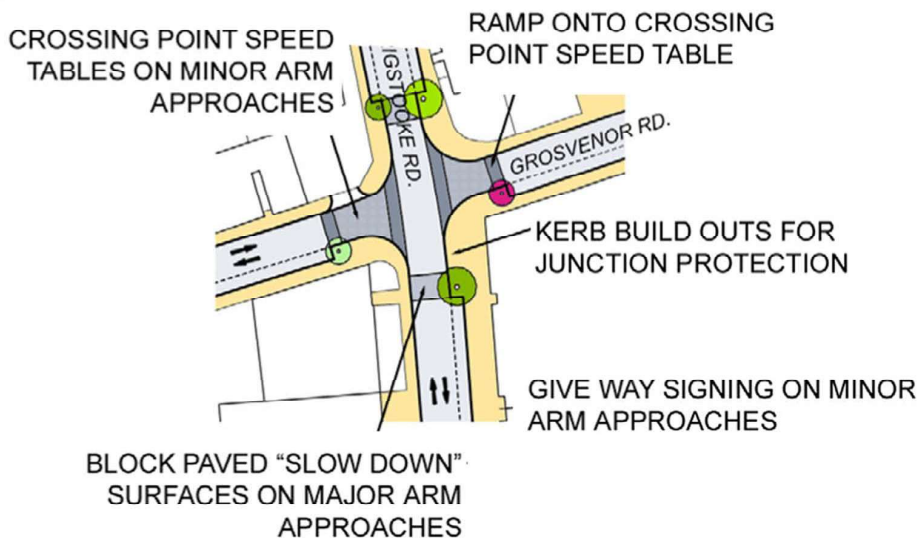 CROSSING POINT SPEED
TABLES ON MINOR ARM
APPROACHES
RAMP ONTO CROSSING
POINT SPEED TABLE
IGSTOOKE RD.
GROSVENOR RD.
KERB BUILD OUTS FOR
JUNCTION PROTECTION
GIVE WAY SIGNING ON MINOR
ARM APPROACHES
BLOCK PAVED “SLOW DOWN”
SURFACES ON MAJOR ARM
APPROACHES